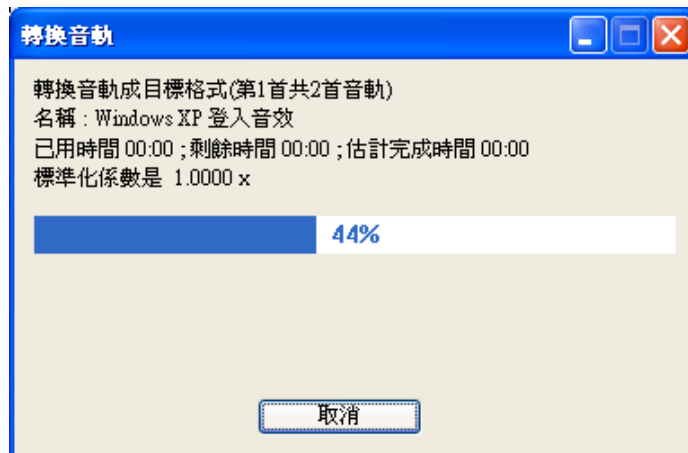 轉換音軌
轉換音軌成目標格式(第1首共2首音軌)
名稱 : Windows XP 登入音效
已用時間 00:00 ; 剩餘時間 00:00 ; 估計完成時間 00:00
標準化係數是 1.0000 x
44%
取消